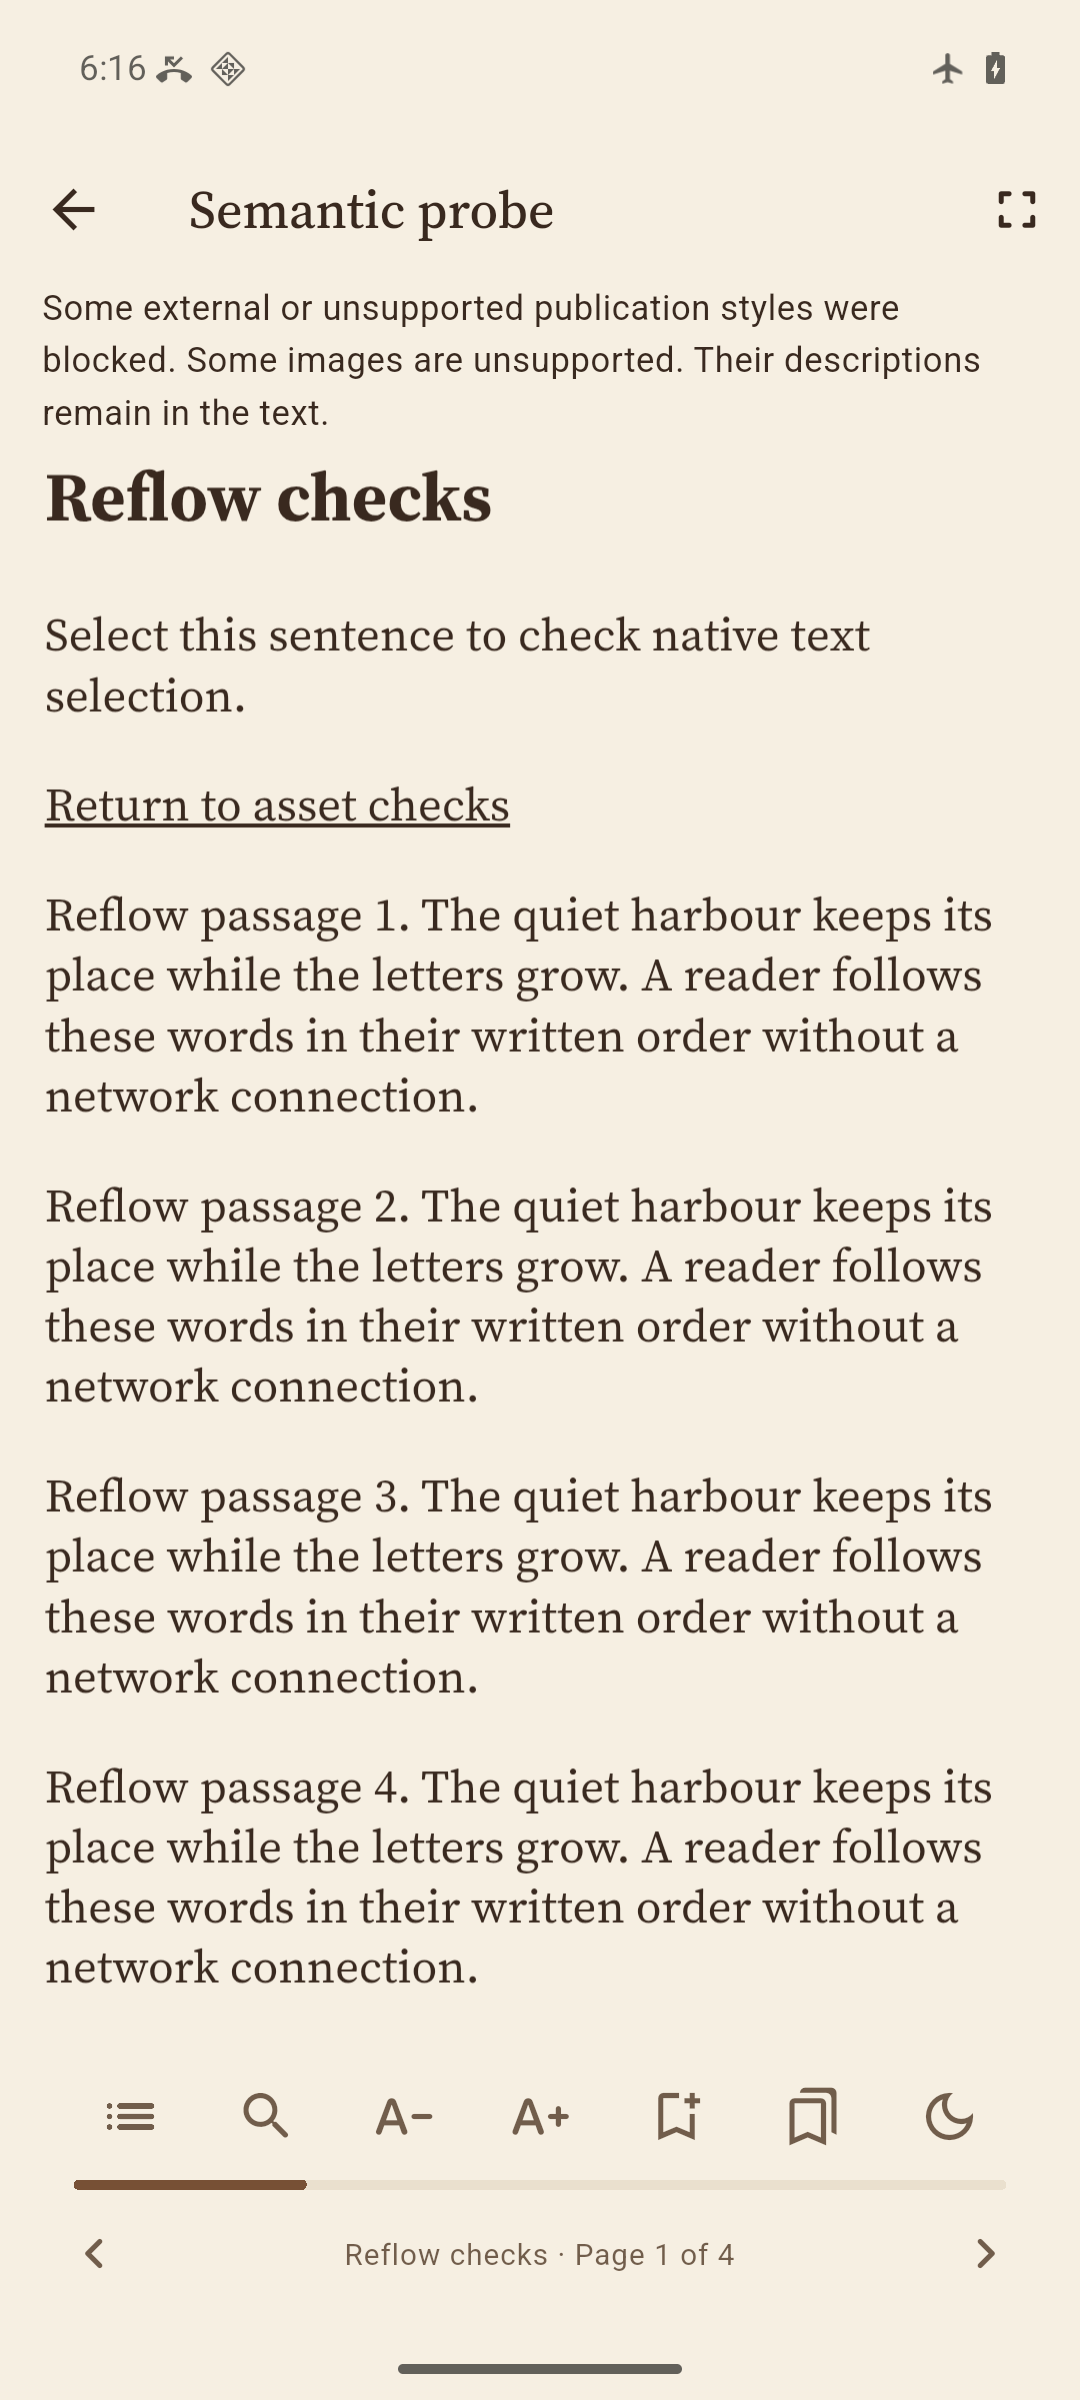 6:16
Semantic probe
Some external or unsupported publication styles were
blocked. Some images are unsupported. Their descriptions
remain in the text.
Reflow checks
Select this sentence to check native text
selection.
Return to asset checks
Reflow passage 1. The quiet harbour keeps its
place while the letters grow. A reader follows
these words in their written order without a
network connection.
Reflow passage 2. The quiet harbour keeps its
place while the letters grow. A reader follows
these words in their written order without a
network connection.
Reflow passage 3. The quiet harbour keeps its
place while the letters grow. A reader follows
these words in their written order without a
network connection.
Reflow passage 4. The quiet harbour keeps its
place while the letters grow. A reader follows
these words in their written order without a
network connection.
A− A+
Reflow checks · Page 1 of 4